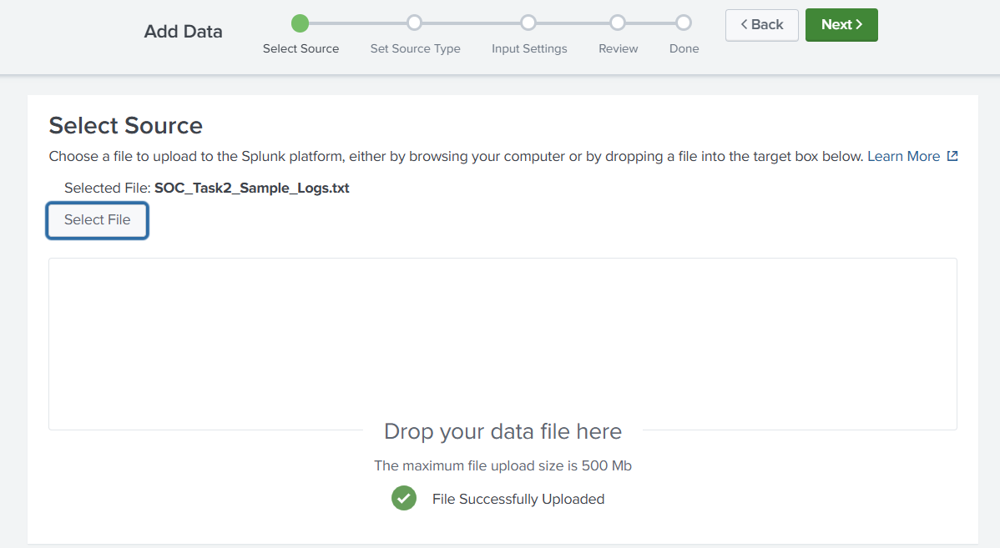 Add Data
Select Source
Set Source Type
Input Settings
Review
Done
Back
Next
Select Source
Choose a file to upload to the Splunk platform, either by browsing your computer or by dropping a file into the target box below. Learn More
Selected File: SOC_Task2_Sample_Logs.txt
Select File
Drop your data file here
The maximum file upload size is 500 Mb
File Successfully Uploaded